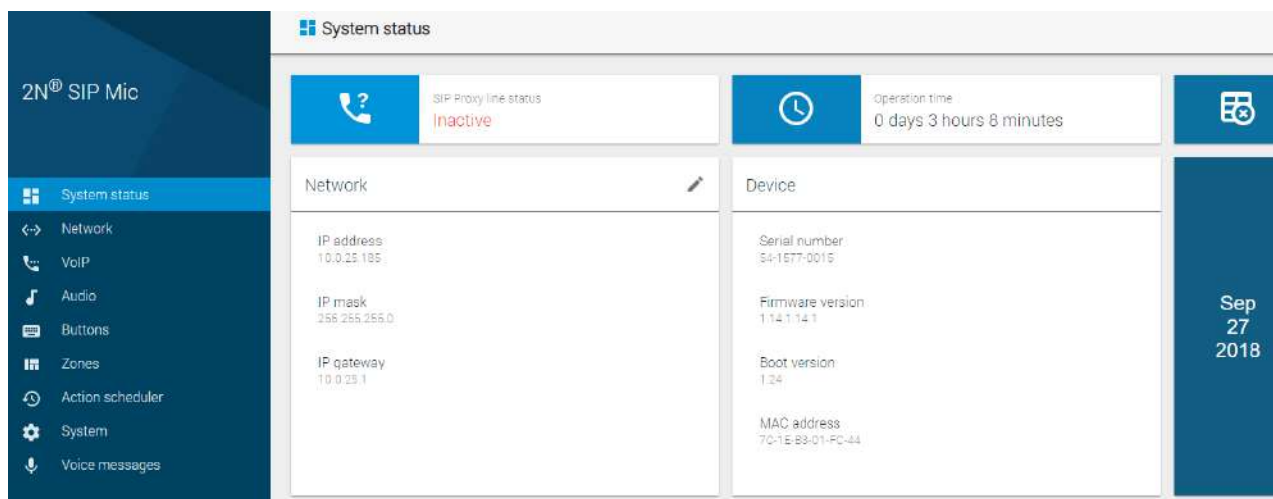 System status
2N® SIP Mic
SIP Proxy line status
Inactive
Operation time
0 days 3 hours 8 minutes
System status
Network
VoIP
Audio
Buttons
Zones
Action scheduler
System
Voice messages
Network
IP address
10.0.25.185
IP mask
255.255.255.0
IP gateway
10.0.25.1
Device
Serial number
54-1577-0015
Firmware version
1.14.1.14.1
Boot version
1.24
MAC address
7C-1E-B3-01-FC-44
Sep
27
2018